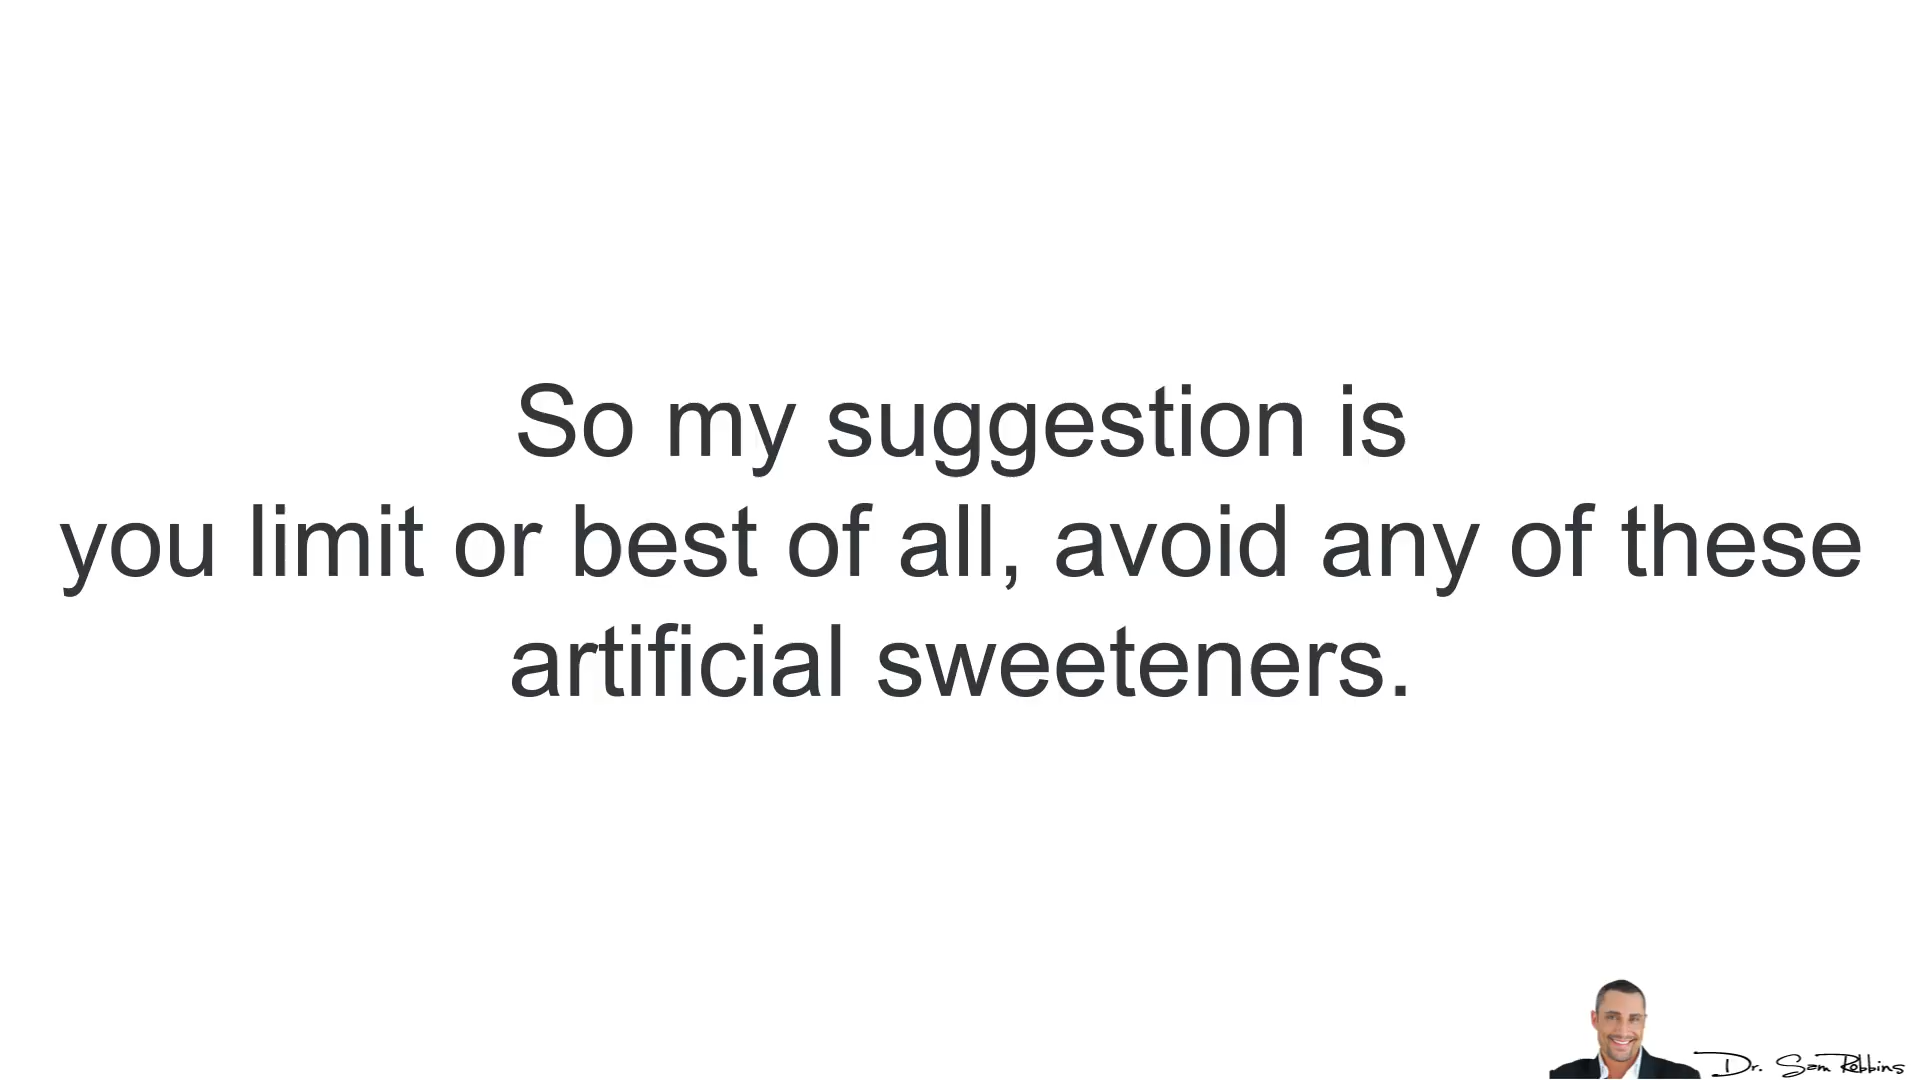 So my suggestion is
you limit or best of all, avoid any of these
artificial sweeteners.
Dr. Sam Robbins